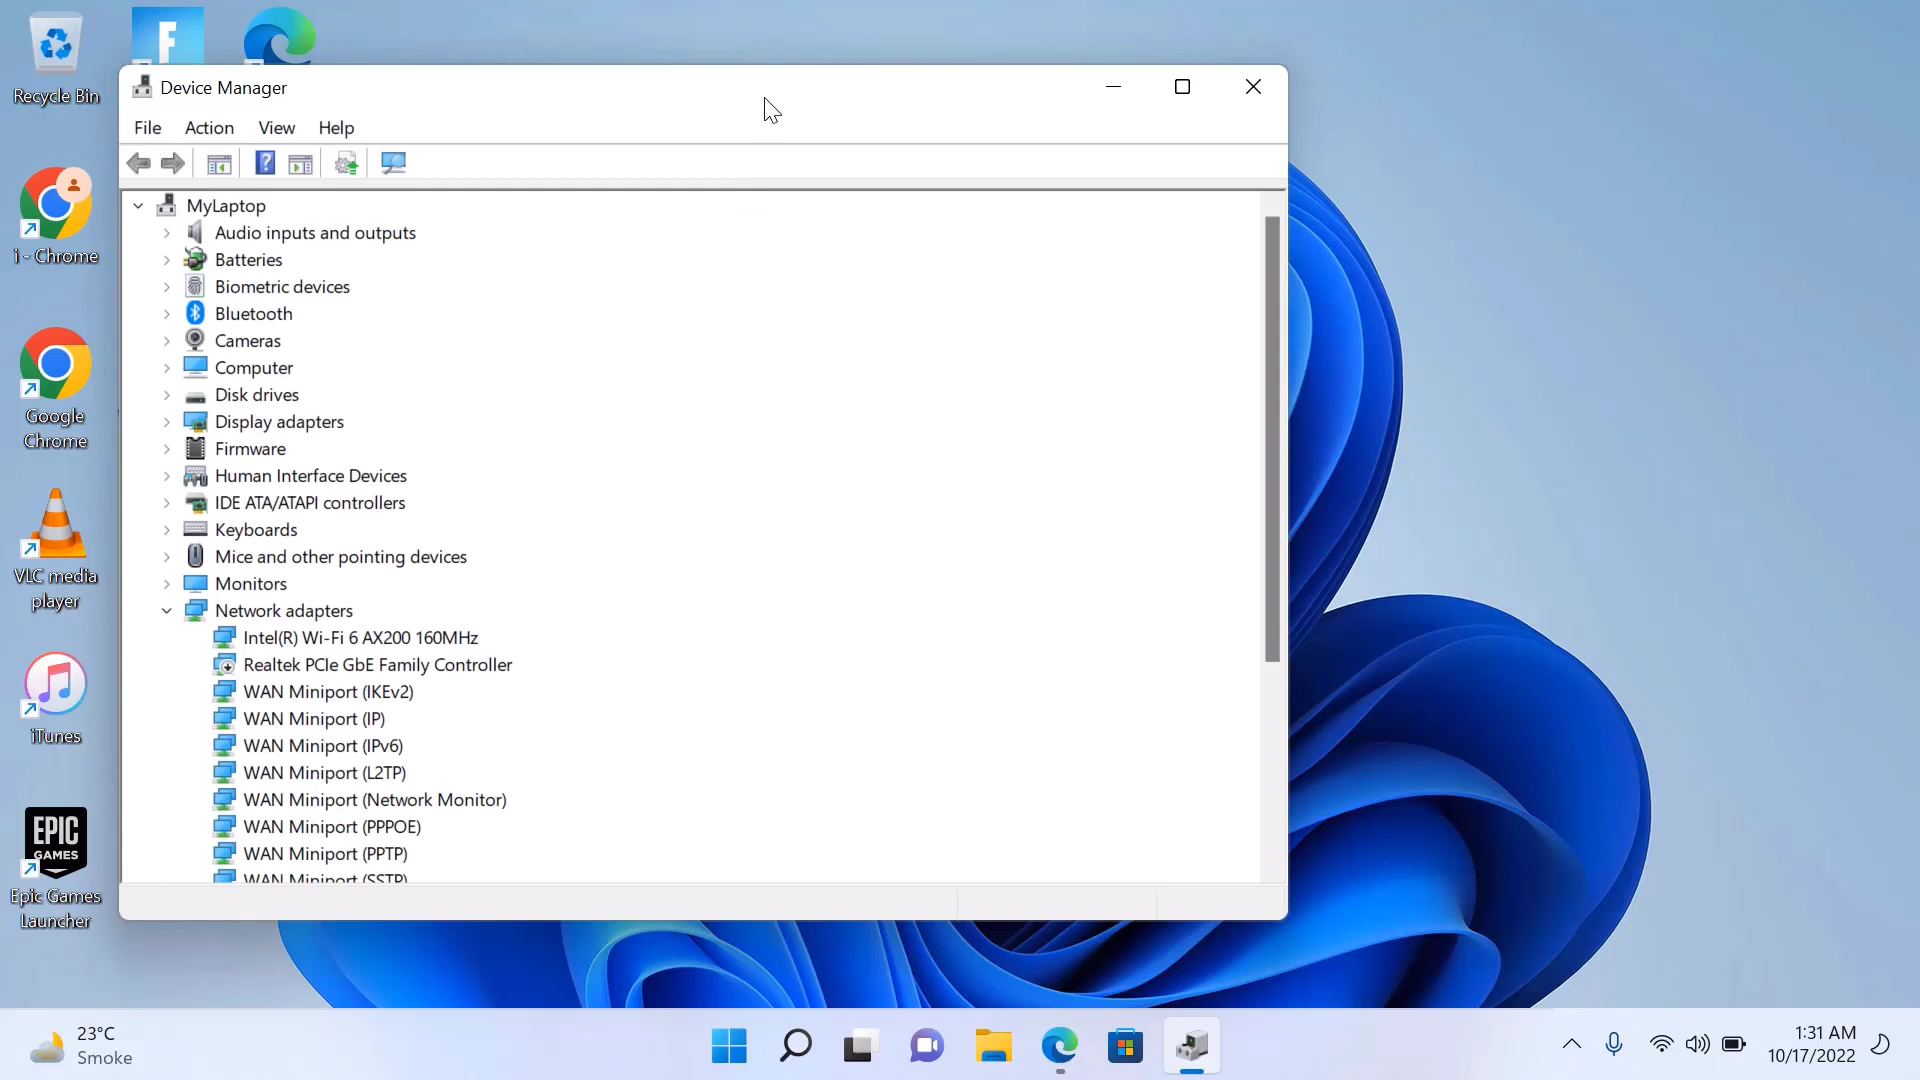 Recycle Bin
F
Device Manager
File Action View Help
i - Chrome
Google
Chrome
VLC media
player
iTunes
EPIC
GAMES
Epic Games
Launcher
MyLaptop
Audio inputs and outputs
Batteries
Biometric devices
Bluetooth
Cameras
Computer
Disk drives
Display adapters
Firmware
Human Interface Devices
IDE ATA/ATAPI controllers
Keyboards
Mice and other pointing devices
Monitors
Network adapters
Intel(R) Wi-Fi 6 AX200 160MHz
Realtek PCIe GbE Family Controller
WAN Miniport (IKEv2)
WAN Miniport (IP)
WAN Miniport (IPv6)
WAN Miniport (L2TP)
WAN Miniport (Network Monitor)
WAN Miniport (PPPOE)
WAN Miniport (PPTP)
WAN Miniport (SSTP)
23°C
Smoke
1:31 AM
10/17/2022